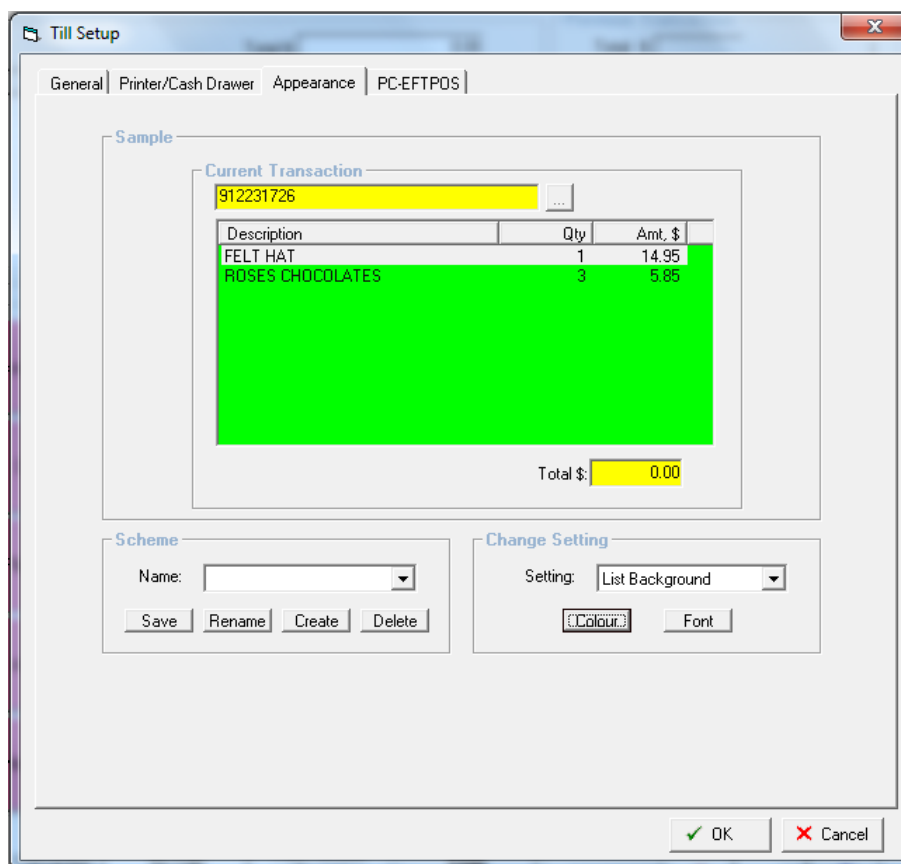 Till Setup
General Printer/Cash Drawer Appearance PC-EFTPOS
Sample
Current Transaction
912231726 ...
Description Qty Amt, $
FELT HAT 1 14.95
ROSES CHOCOLATES 3 5.85
Total $: 0.00
Scheme
Name:
Save Rename Create Delete
Change Setting
Setting: List Background
Colour Font
OK Cancel